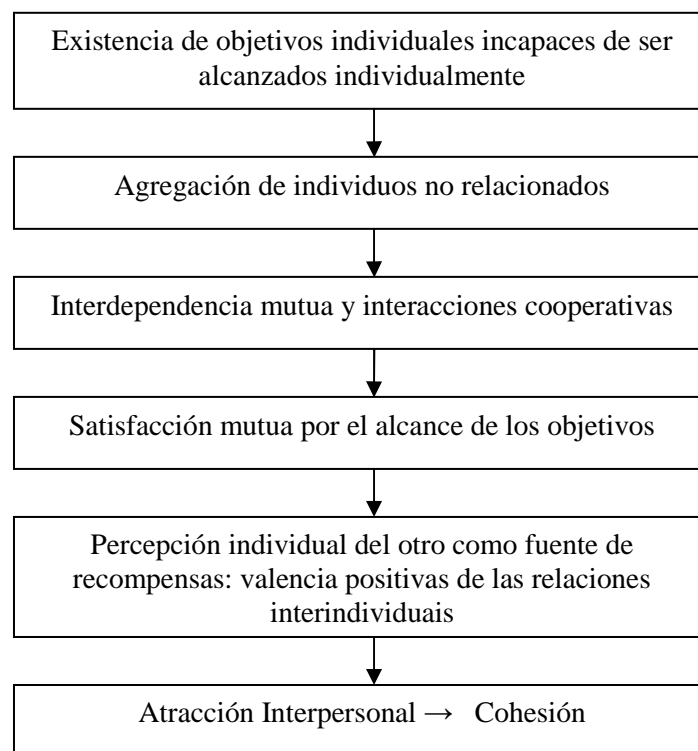 Existencia de objetivos individuales incapaces de ser
alcanzados individualmente
Agregación de individuos no relacionados
Interdependencia mutua y interacciones cooperativas
Satisfacción mutua por el alcance de los objetivos
Percepción individual del otro como fuente de
recompensas: valencia positivas de las relaciones
interindividuais
Atracción Interpersonal → Cohesión